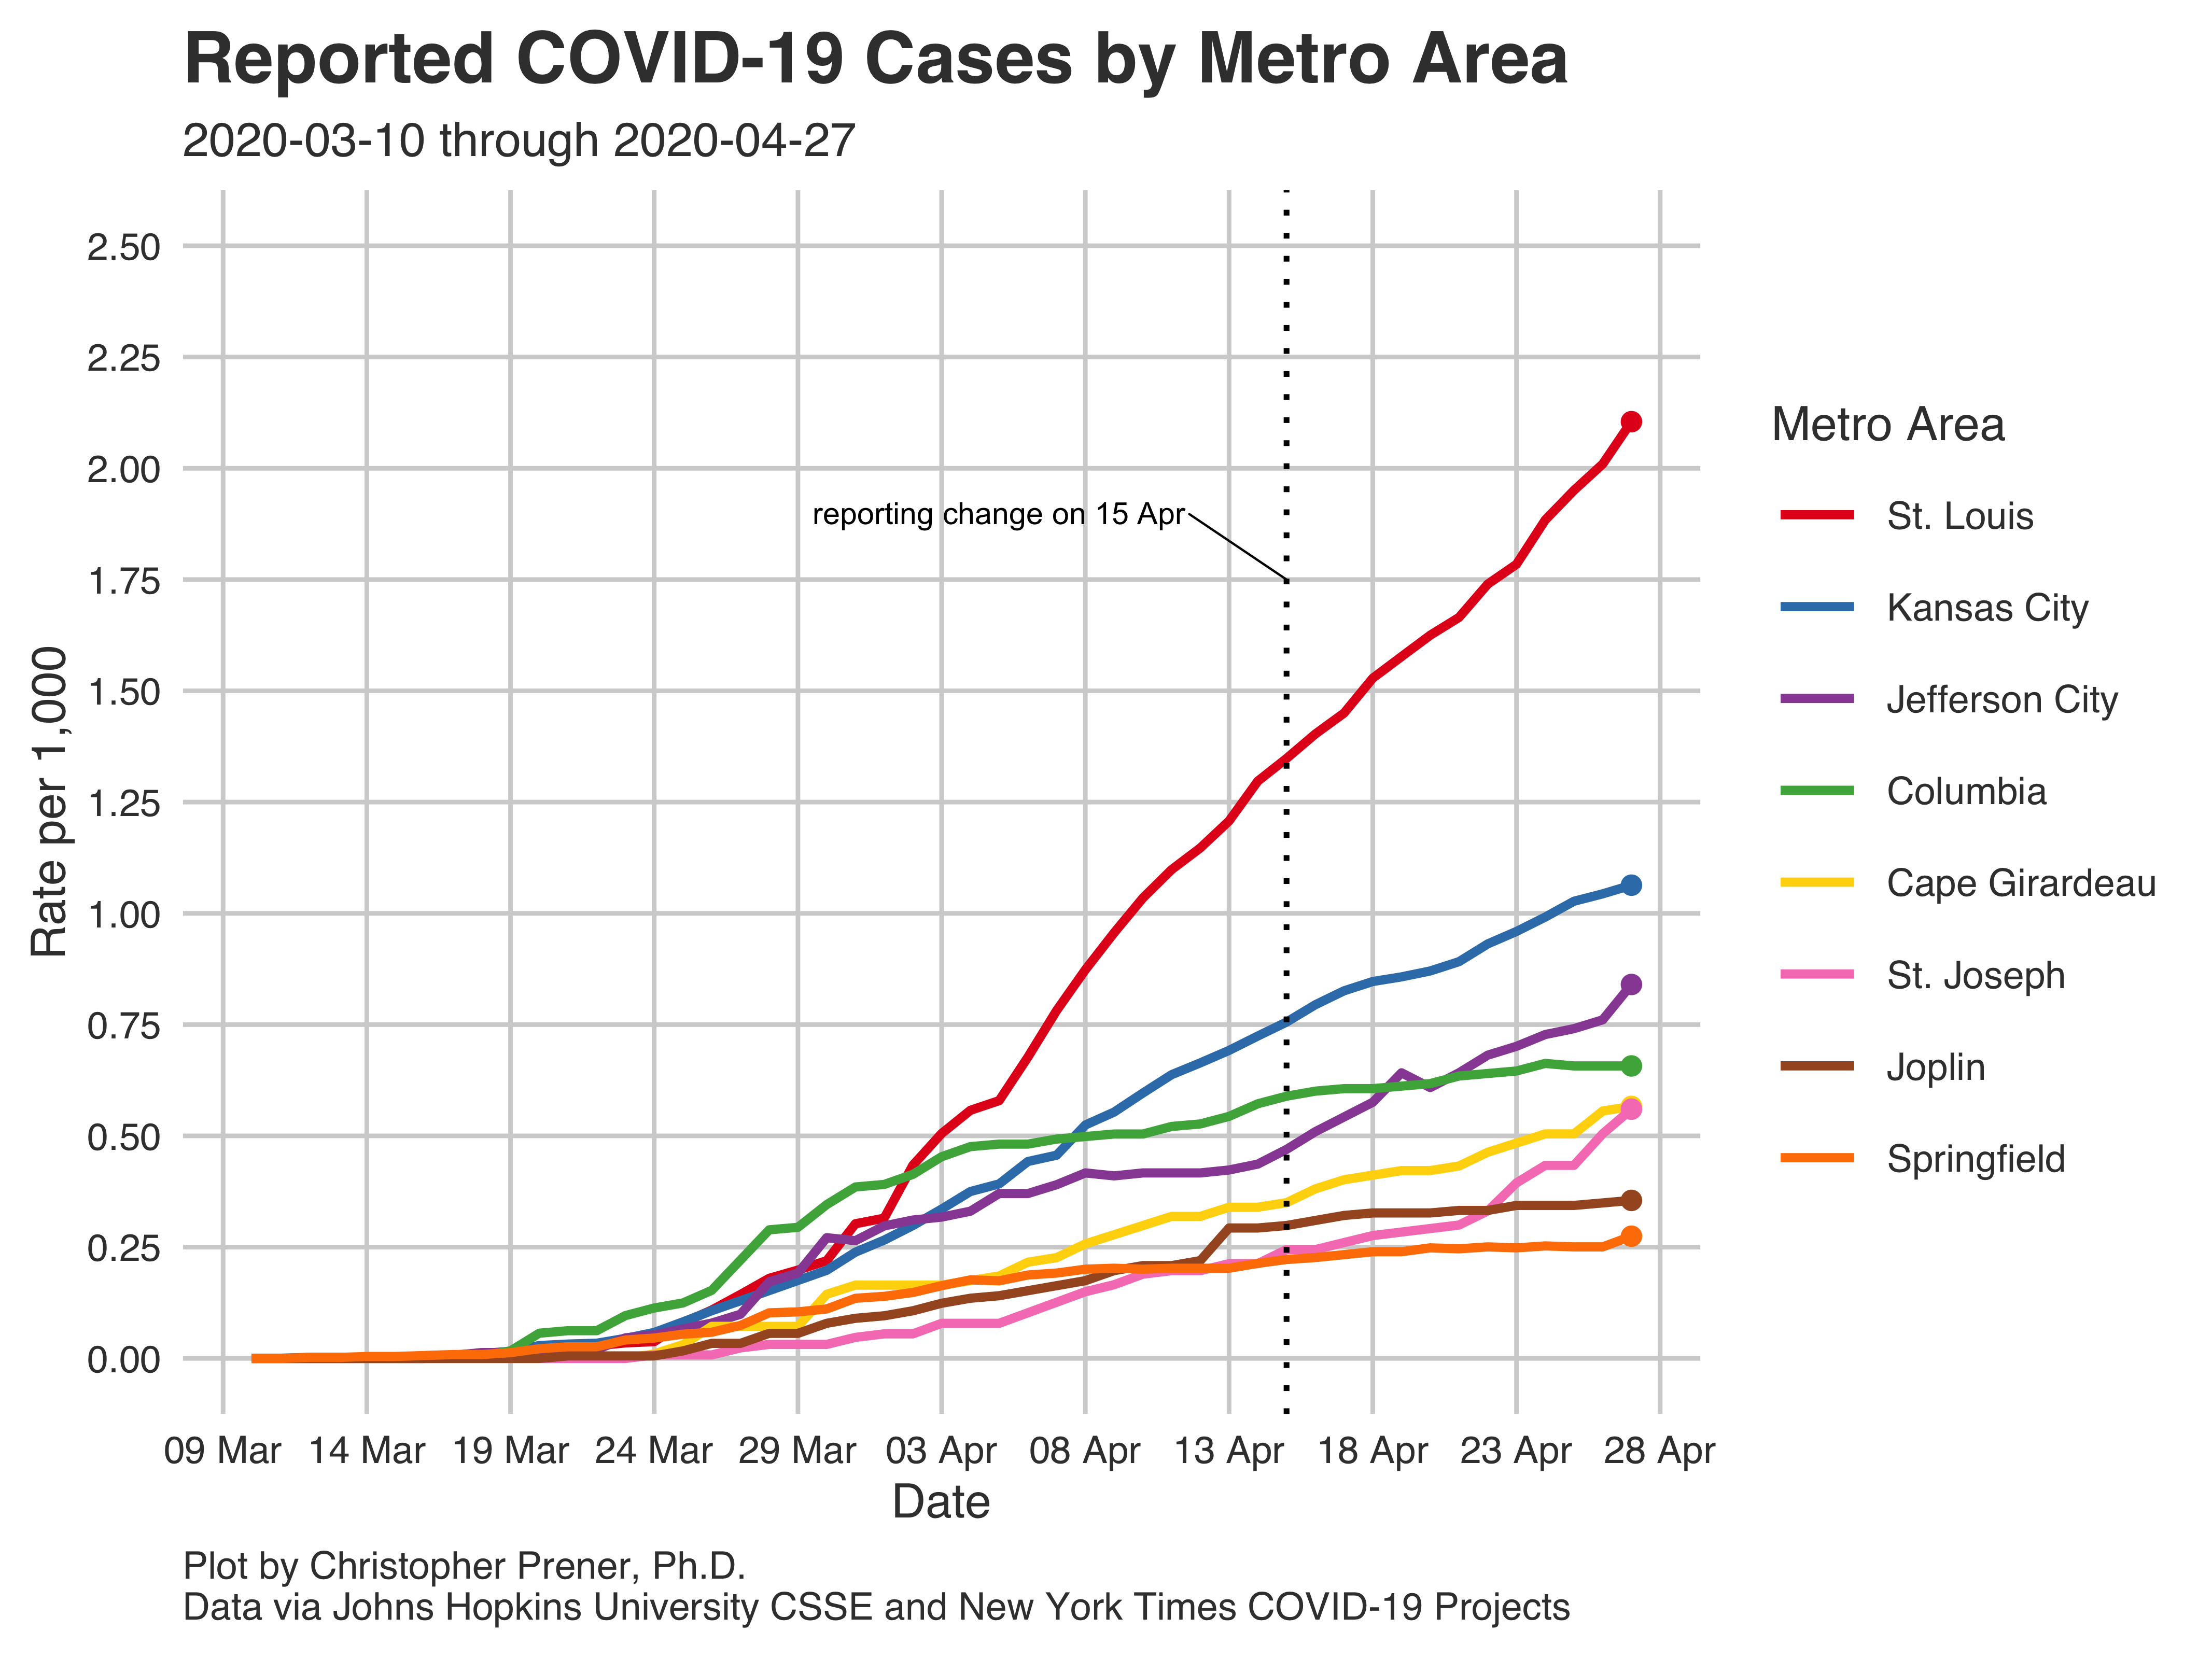 Reported COVID-19 Cases by Metro Area
2020-03-10 through 2020-04-27
2.50
2.25
2.00
1.75
1.50
1.25
1.00
0.75
0.50
0.25
0.00
Rate per 1,000
reporting change on 15 Apr
09 Mar 14 Mar 19 Mar 24 Mar 29 Mar 03 Apr 08 Apr 13 Apr 18 Apr 23 Apr 28 Apr
Date
Metro Area
St. Louis
Kansas City
Jefferson City
Columbia
Cape Girardeau
St. Joseph
Joplin
Springfield
Plot by Christopher Prener, Ph.D.
Data via Johns Hopkins University CSSE and New York Times COVID-19 Projects